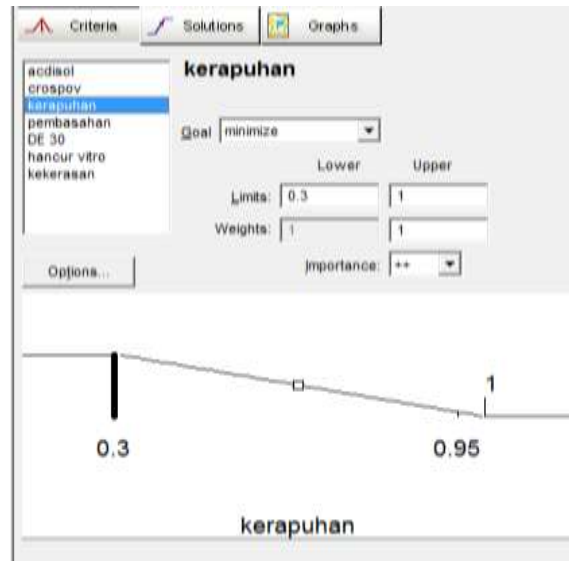 Criteria Solutions Graphs
acdisol
crospov
kerapuhan
pembasahan
DE 30
hancur vitro
kekerasan
kerapuhan
Goal minimize
Lower Upper
Limits: 0.3 1
Weights: 1 1
Importance: ++
Options...
1
0.3 0.95
kerapuhan